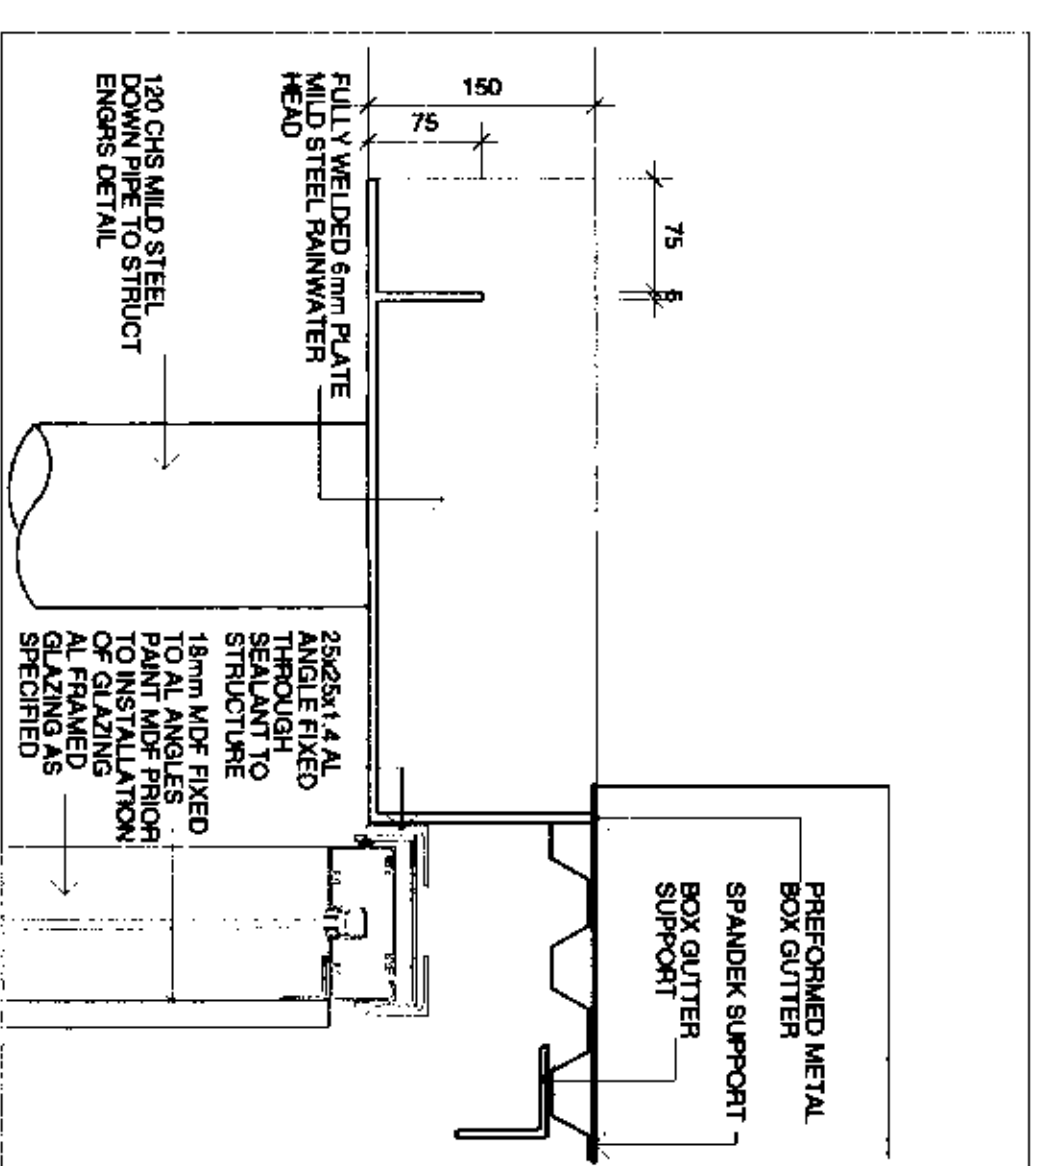 150
75
75
6
120 CHS MILD STEEL
DOWN PIPE TO STRUCT
ENGRS DETAIL
FULLY WELDED 6mm PLATE
MILD STEEL RAINWATER
HEAD
25x25x1.4 AL
ANGLE FIXED
THROUGH
SEALANT TO
STRUCTURE
18mm MDF FIXED
TO AL ANGLES
PAINT MDF PRIOR
TO INSTALLATION
OF GLAZING
AL FRAMED
GLAZING AS
SPECIFIED
PREFORMED METAL
BOX GUTTER
SPANDEK SUPPORT
BOX GUTTER
SUPPORT